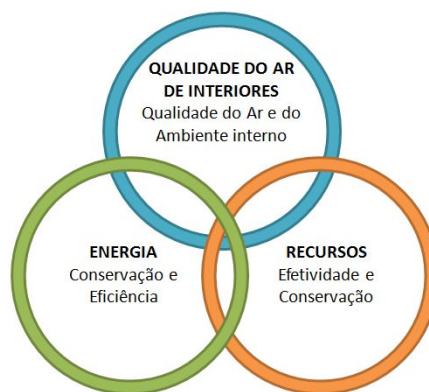 QUALIDADE DO AR
DE INTERIORES
Qualidade do Ar e do
Ambiente interno
ENERGIA
Conservação e
Eficiência
RECURSOS
Efetividade e
Conservação